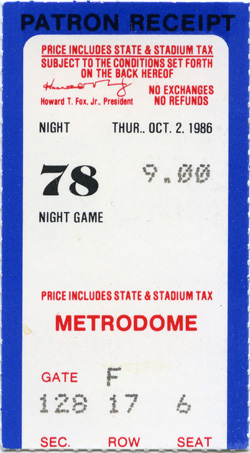 PATRON RECEIPT
PRICE INCLUDES STATE & STADIUM TAX
SUBJECT TO THE CONDITIONS SET FORTH
ON THE BACK HEREOF
NO EXCHANGES
NO REFUNDS
Howard T. Fox, Jr., President
NIGHT THUR., OCT. 2, 1986
78 9.00
NIGHT GAME
PRICE INCLUDES STATE & STADIUM TAX
METRODOME
GATE F
128 17 6
SEC. ROW SEAT